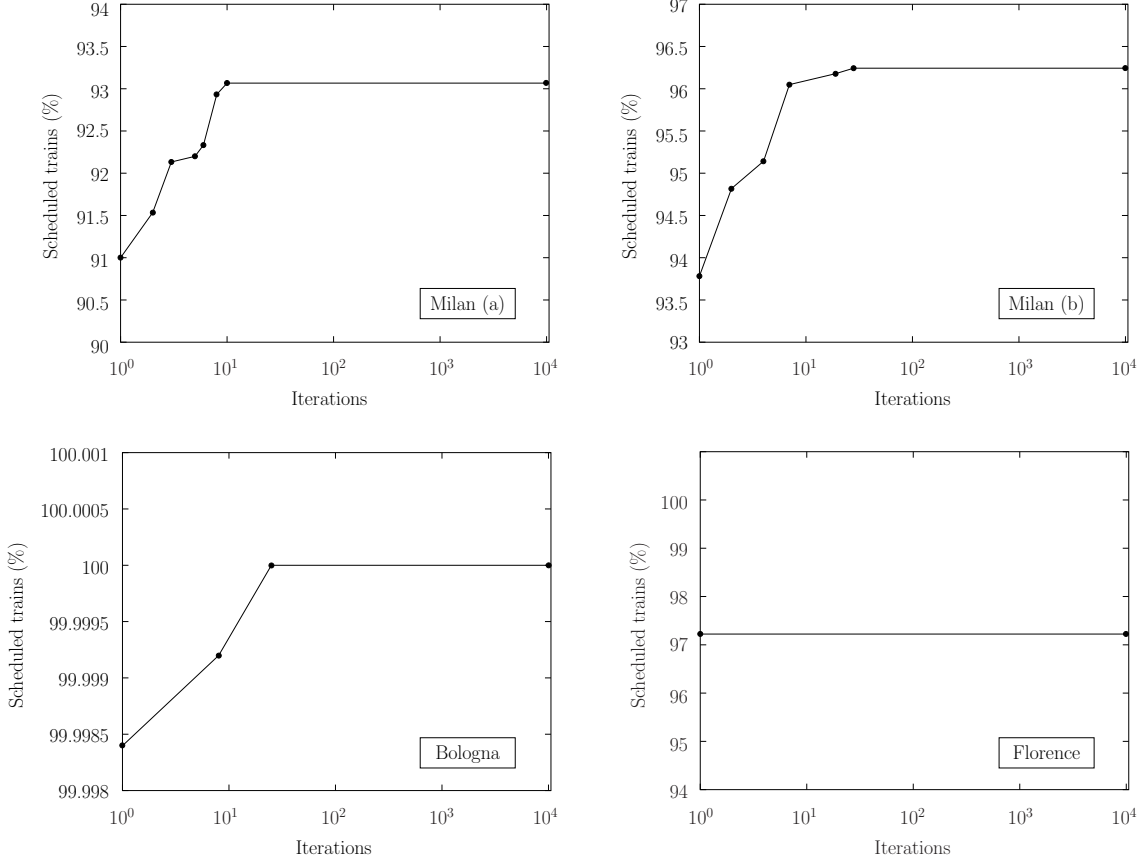 94
93.5
93
92.5
92
91.5
91
90.5
90
Scheduled trains (%)
10^0 10^1 10^2 10^3 10^4
Iterations
Milan (a)
97
96.5
96
95.5
95
94.5
94
93.5
93
Scheduled trains (%)
10^0 10^1 10^2 10^3 10^4
Iterations
Milan (b)
100.001
100.0005
100
99.9995
99.999
99.9985
99.998
Scheduled trains (%)
10^0 10^1 10^2 10^3 10^4
Iterations
Bologna
100
99
98
97
96
95
94
Scheduled trains (%)
10^0 10^1 10^2 10^3 10^4
Iterations
Florence